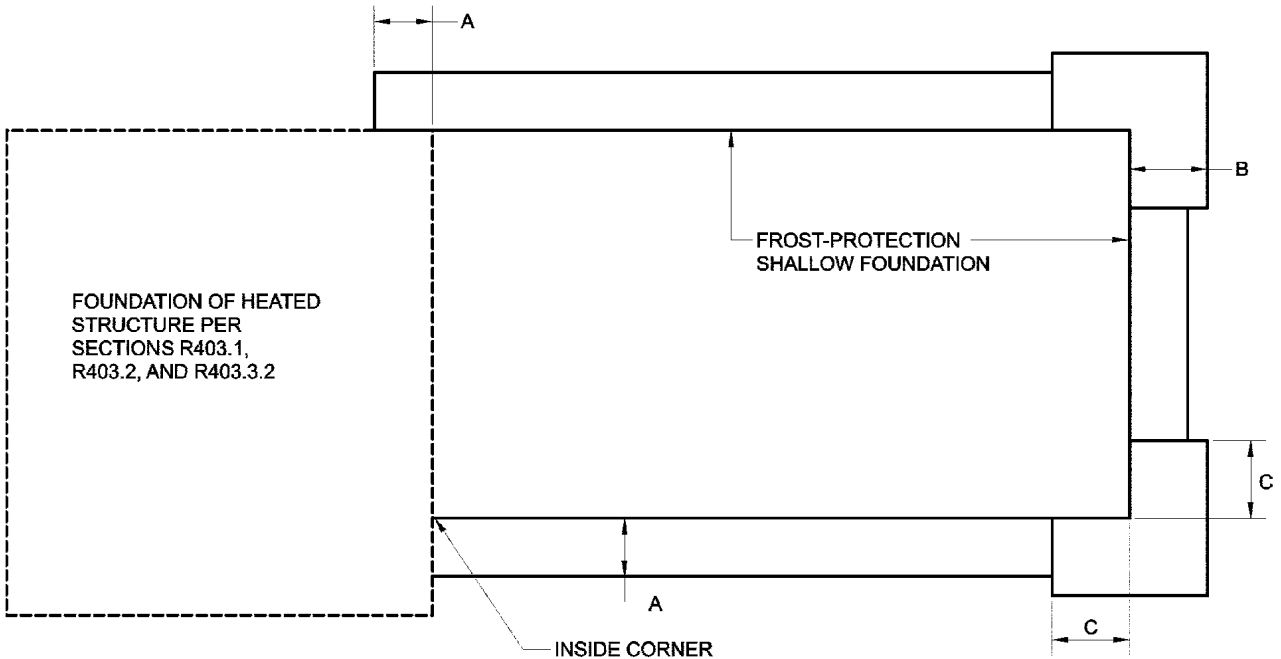 A
B
FROST-PROTECTION
SHALLOW FOUNDATION
FOUNDATION OF HEATED
STRUCTURE PER
SECTIONS R403.1,
R403.2, AND R403.3.2
C
A
C
INSIDE CORNER